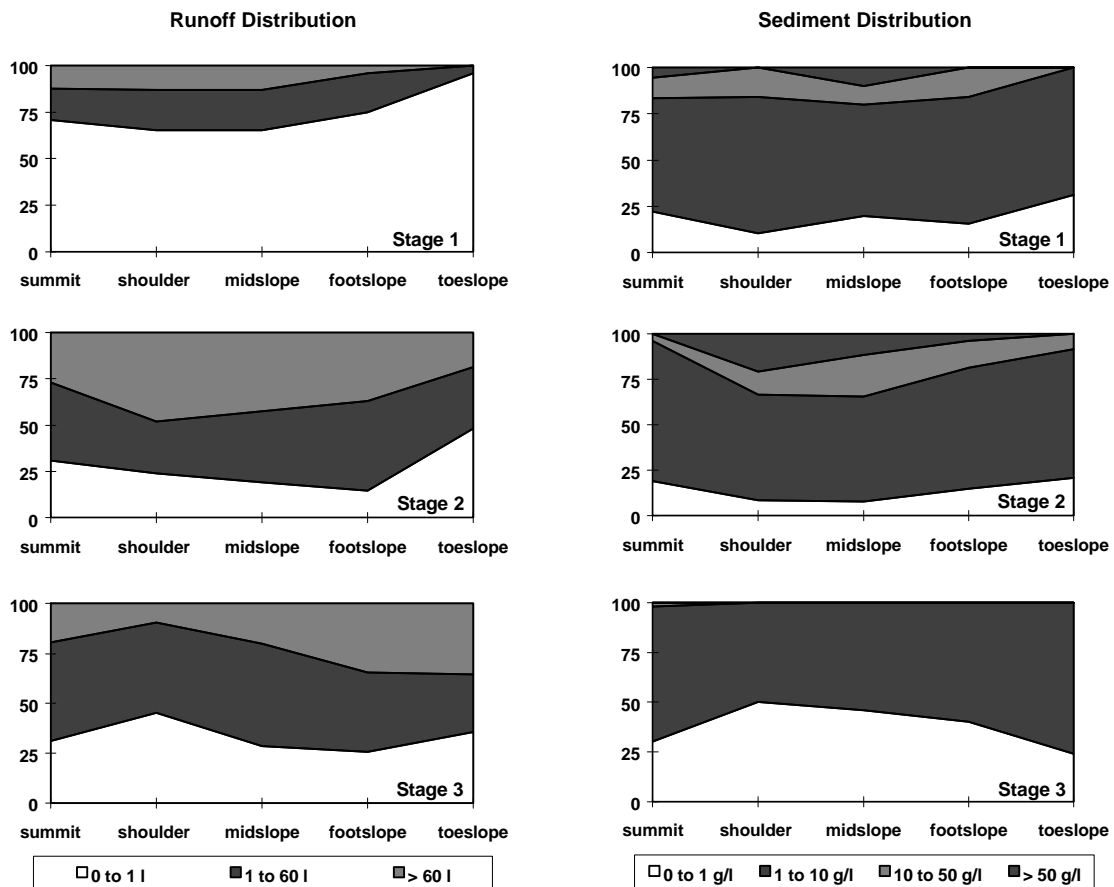 Runoff Distribution
100
75
50
25
0
Stage 1
summit shoulder midslope footslope toeslope
100
75
50
25
0
Stage 2
summit shoulder midslope footslope toeslope
100
75
50
25
0
Stage 3
summit shoulder midslope footslope toeslope
0 to 1 l 1 to 60 l > 60 l
Sediment Distribution
100
75
50
25
0
Stage 1
summit shoulder midslope footslope toeslope
100
75
50
25
0
Stage 2
summit shoulder midslope footslope toeslope
100
75
50
25
0
Stage 3
summit shoulder midslope footslope toeslope
0 to 1 g/l 1 to 10 g/l 10 to 50 g/l > 50 g/l